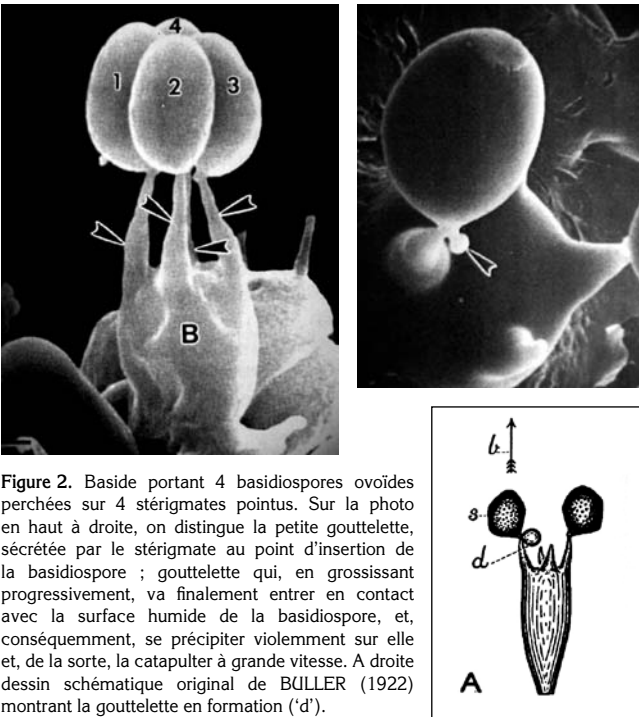 4
1
2
3
B
Figure 2. Baside portant 4 basidiospores ovoïdes
perchées sur 4 stérigmates pointus. Sur la photo
en haut à droite, on distingue la petite gouttelette,
sécrétée par le stérigmate au point d'insertion de
la basidiospore ; gouttelette qui, en grossissant
progressivement, va finalement entrer en contact
avec la surface humide de la basidiospore, et,
conséquemment, se précipiter violemment sur elle
et, de la sorte, la catapulter à grande vitesse. A droite
dessin schématique original de BULLER (1922)
montrant la gouttelette en formation ('d').
b
s
d
A